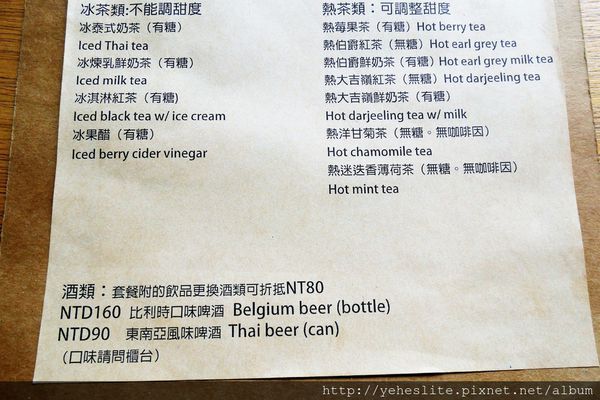 冰茶類:不能調甜度
冰泰式奶茶（有糖）
Iced Thai tea
冰煉乳鮮奶茶（有糖）
Iced milk tea
冰淇淋紅茶（有糖)
Iced black tea w/ ice cream
冰果醋（有糖）
Iced berry cider vinegar
熱茶類：可調整甜度
熱莓果茶（有糖）Hot berry tea
熱伯爵紅茶（無糖）Hot earl grey tea
熱伯爵鮮奶茶（有糖）Hot earl grey milk tea
熱大吉嶺紅茶（無糖）Hot darjeeling tea
熱大吉嶺鮮奶茶（有糖）
Hot darjeeling tea w/ milk
熱洋甘菊茶（無糖。無咖啡因）
Hot chamomile tea
熱迷迭香薄荷茶（無糖。無咖啡因）
Hot mint tea
酒類：套餐附的飲品更換酒類可折抵NT80
NTD160 比利時口味啤酒 Belgium beer (bottle)
NTD90 東南亞風味啤酒 Thai beer (can)
（口味請問櫃台）
http://yeheslite.pixnet.net/album